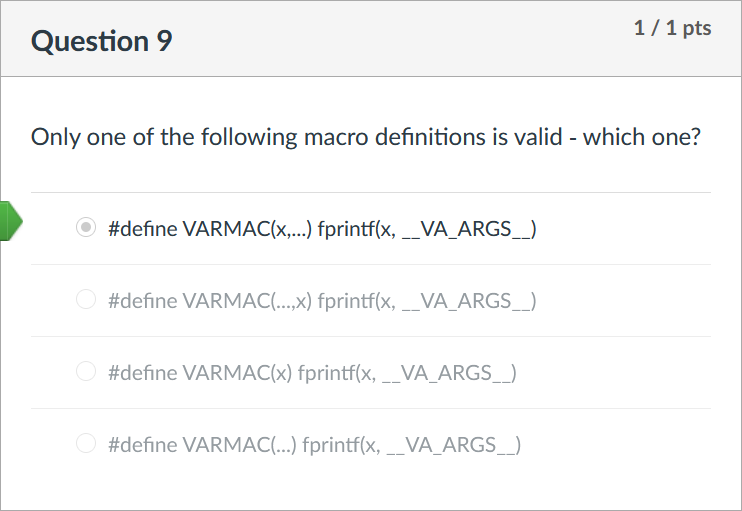 Question 9
1 / 1 pts
Only one of the following macro definitions is valid - which one?
#define VARMAC(x,...) fprintf(x, __VA_ARGS__)
#define VARMAC(...,x) fprintf(x, __VA_ARGS__)
#define VARMAC(x) fprintf(x, __VA_ARGS__)
#define VARMAC(...) fprintf(x, __VA_ARGS__)